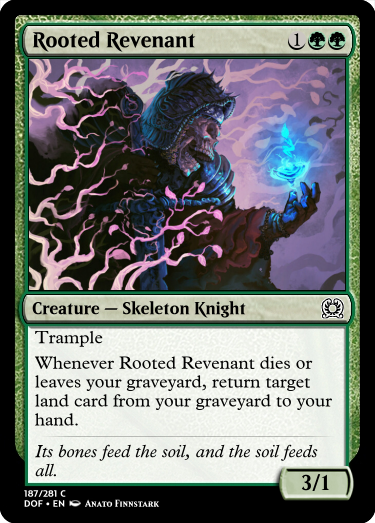 Rooted Revenant 1
Creature — Skeleton Knight
Trample
Whenever Rooted Revenant dies or
leaves your graveyard, return target
land card from your graveyard to your
hand.
Its bones feed the soil, and the soil feeds
all.
3/1
187/281 C
DOF • EN Anato Finnstark